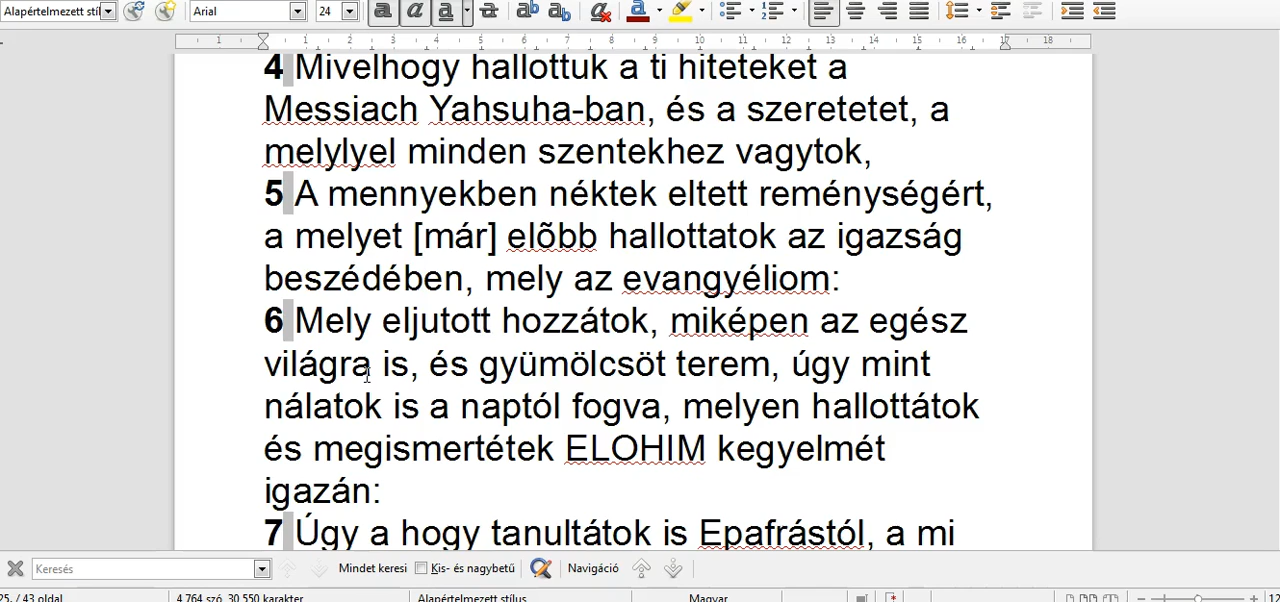 Alapértelmezett stíl Arial 24
1 1 2 3 4 5 6 7 8 9 10 11 12 13 14 15 16 17 18
4 Mivelhogy hallottuk a ti hiteteket a
Messiach Yahsuha-ban, és a szeretetet, a
melylyel minden szentekhez vagytok,
5 A mennyekben néktek eltett reménységért,
a melyet [már] elõbb hallottatok az igazság
beszédében, mely az evangyéliom:
6 Mely eljutott hozzátok, miképen az egész
világra is, és gyümölcsöt terem, úgy mint
nálatok is a naptól fogva, melyen hallottátok
és megismertétek ELOHIM kegyelmét
igazán:
7 Úgy a hogy tanultátok is Epafrástól, a mi
Keresés Mindet keresi Kis- és nagybetű Navigáció
25. / 43 oldal 4 764 szó, 30 550 karakter Alapértelmezett stílus Magyar